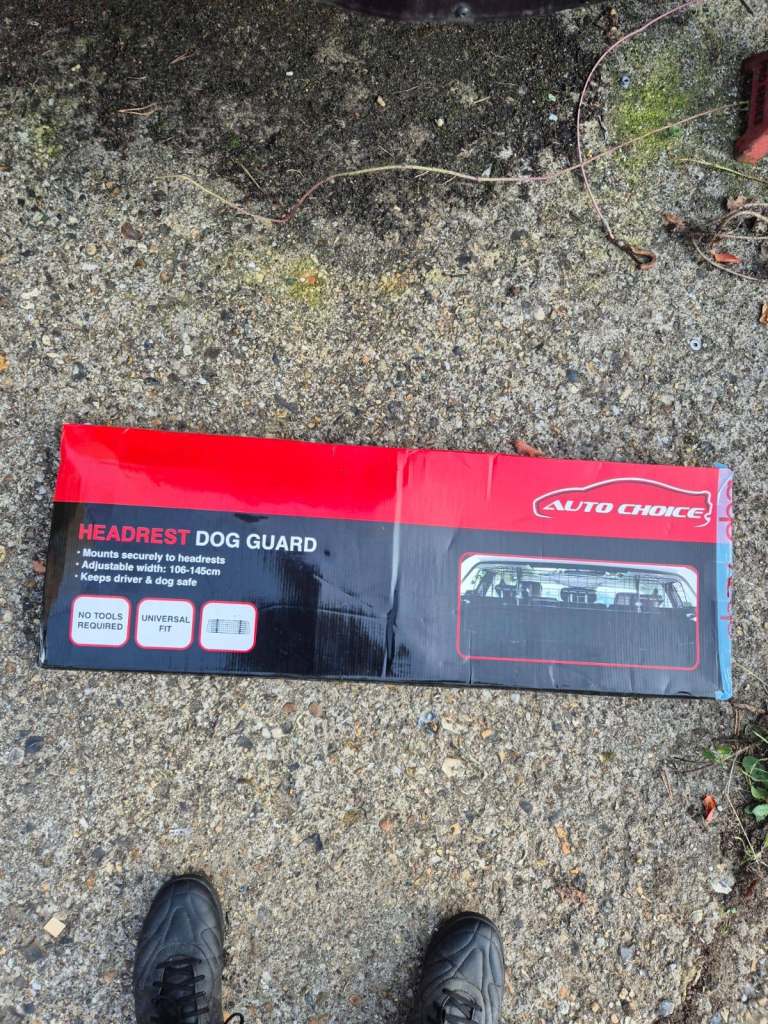 AUTO CHOICE
HEADREST DOG GUARD
• Mounts securely to headrests
• Adjustable width: 106-145cm
• Keeps driver & dog safe
NO TOOLS
REQUIRED
UNIVERSAL
FIT